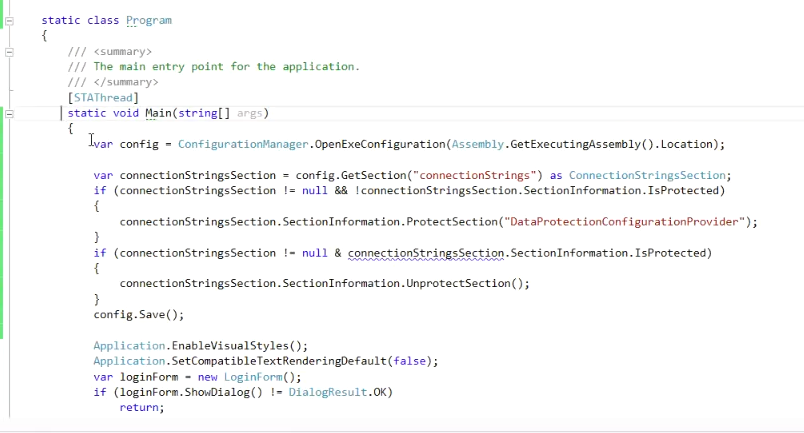 static class Program
{
/// <summary>
/// The main entry point for the application.
/// </summary>
[STAThread]
static void Main(string[] args)
{
var config = ConfigurationManager.OpenExeConfiguration(Assembly.GetExecutingAssembly().Location);
var connectionStringsSection = config.GetSection("connectionStrings") as ConnectionStringsSection;
if (connectionStringsSection != null && !connectionStringsSection.SectionInformation.IsProtected)
{
connectionStringsSection.SectionInformation.ProtectSection("DataProtectionConfigurationProvider");
}
if (connectionStringsSection != null & connectionStringsSection.SectionInformation.IsProtected)
{
connectionStringsSection.SectionInformation.UnprotectSection();
}
config.Save();
Application.EnableVisualStyles();
Application.SetCompatibleTextRenderingDefault(false);
var loginForm = new LoginForm();
if (loginForm.ShowDialog() != DialogResult.OK)
return;